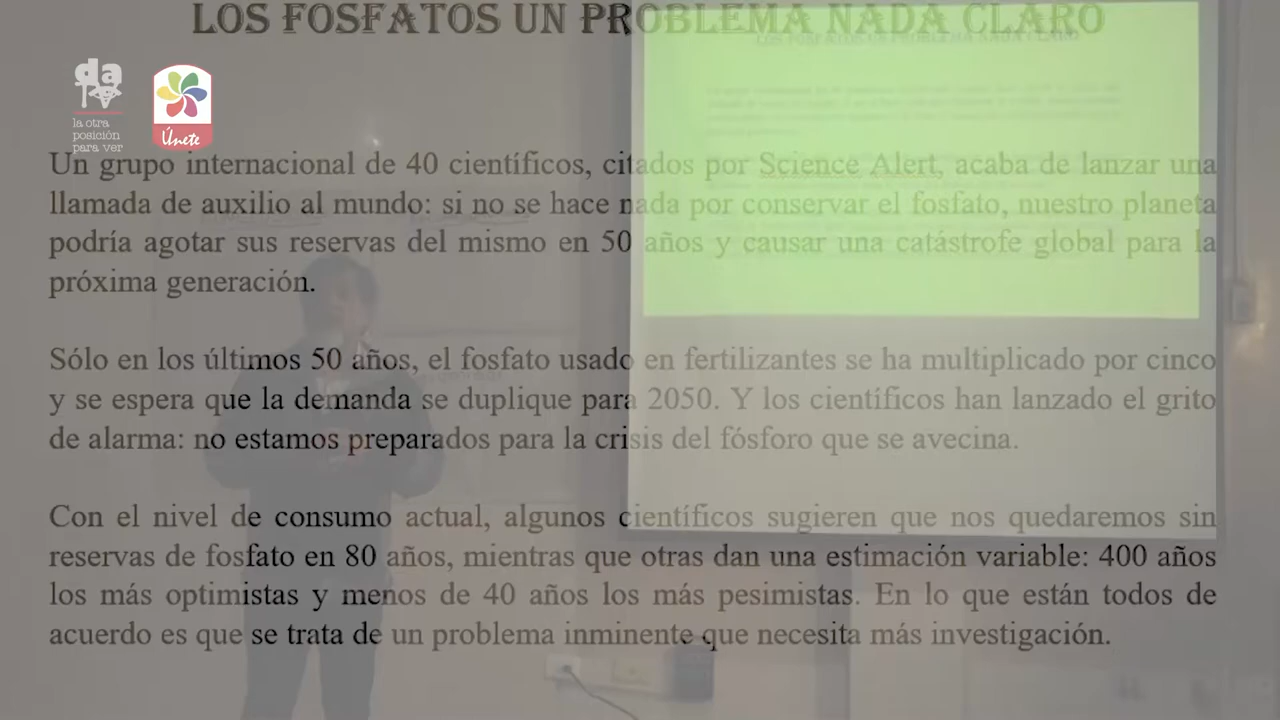 LOS FOSFATOS UN PROBLEMA NADA CLARO
da
tv
la otra
posición
para ver
Únete
Un grupo internacional de 40 científicos, citados por Science Alert, acaba de lanzar una
llamada de auxilio al mundo: si no se hace nada por conservar el fosfato, nuestro planeta
podría agotar sus reservas del mismo en 50 años y causar una catástrofe global para la
próxima generación.
Sólo en los últimos 50 años, el fosfato usado en fertilizantes se ha multiplicado por cinco
y se espera que la demanda se duplique para 2050. Y los científicos han lanzado el grito
de alarma: no estamos preparados para la crisis del fósforo que se avecina.
Con el nivel de consumo actual, algunos científicos sugieren que nos quedaremos sin
reservas de fosfato en 80 años, mientras que otras dan una estimación variable: 400 años
los más optimistas y menos de 40 años los más pesimistas. En lo que están todos de
acuerdo es que se trata de un problema inminente que necesita más investigación.